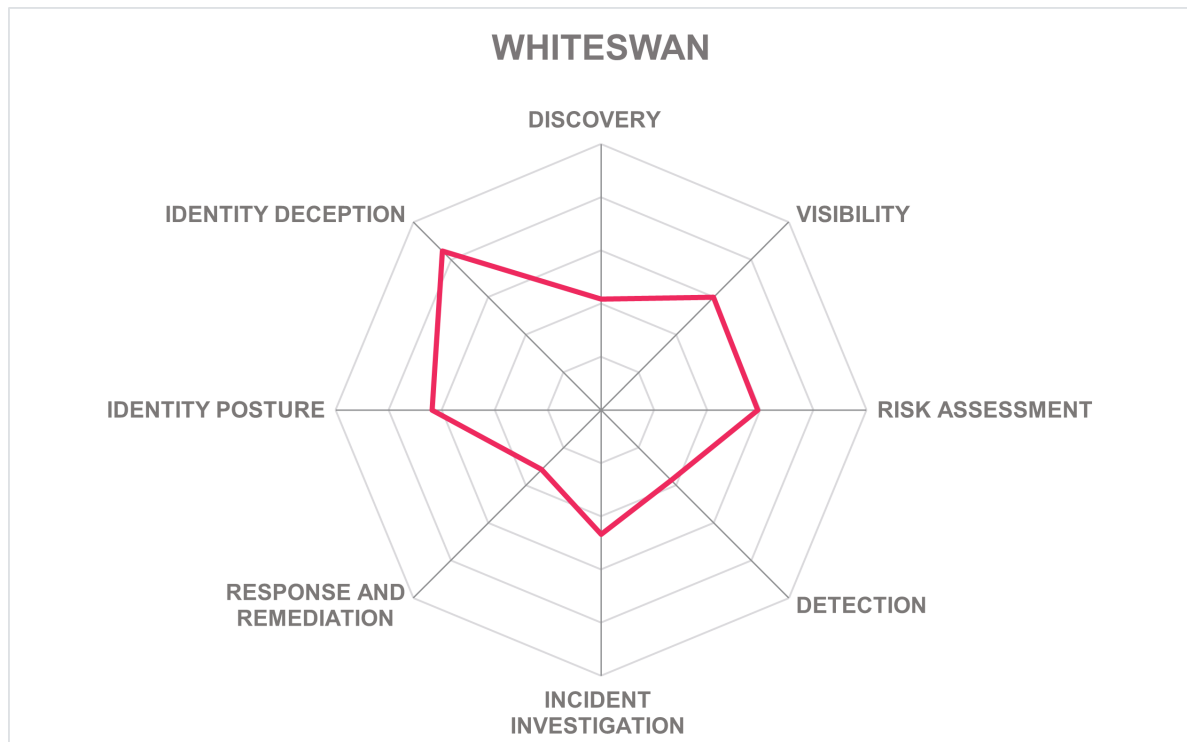 WHITESWAN
DISCOVERY
IDENTITY DECEPTION
VISIBILITY
IDENTITY POSTURE
RISK ASSESSMENT
RESPONSE AND
REMEDIATION
DETECTION
INCIDENT
INVESTIGATION